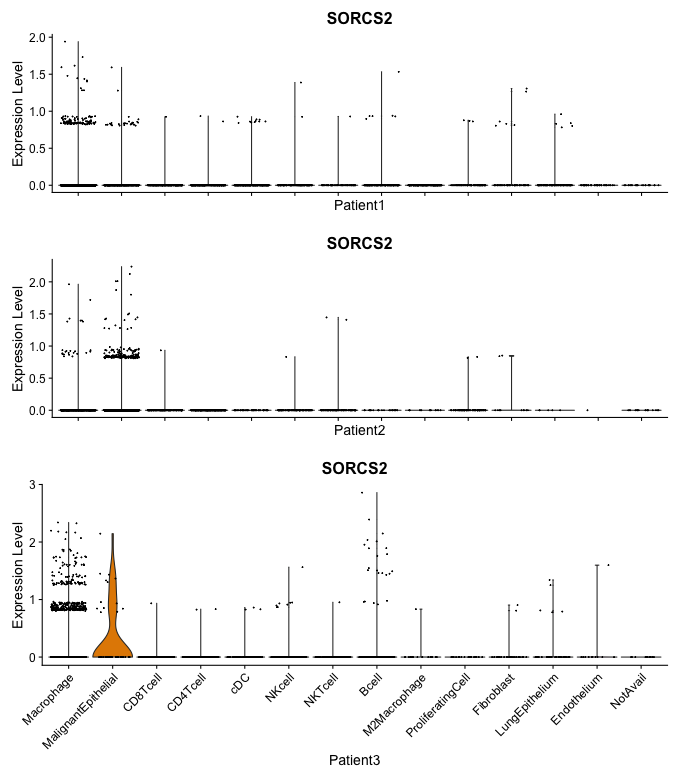 SORCS2
2.0
1.5
1.0
0.5
0.0
Expression Level
Patient1
SORCS2
2.0
1.5
1.0
0.5
0.0
Expression Level
Patient2
SORCS2
3
2
1
0
Expression Level
Macrophage
MalignantEpithelial
CD8Tcell
CD4Tcell
cDC
NKcell
NKTcell
Bcell
M2Macrophage
ProliferatingCell
Fibroblast
LungEpithelium
Endothelium
NotAvail
Patient3